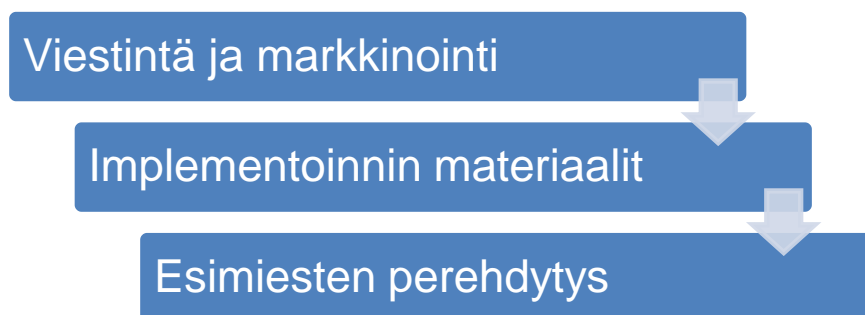 Viestintä ja markkinointi
Implementoinnin materiaalit
Esimiesten perehdytys